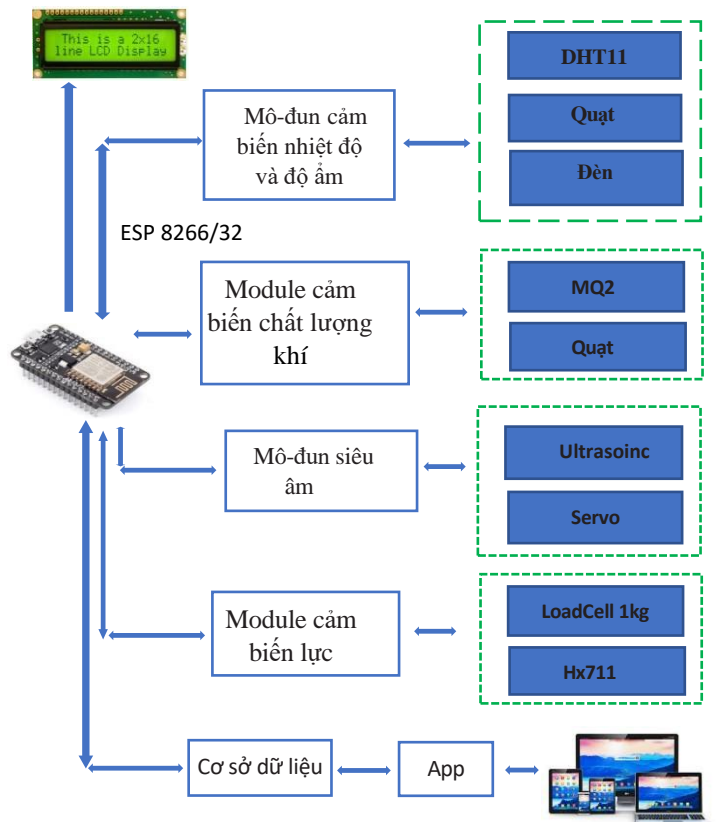 This is a 2x16
line LCD Display
DHT11
Quạt
Đèn
Mô-đun cảm
biến nhiệt độ
và độ ẩm
ESP 8266/32
Module cảm
biến chất lượng
khí
MQ2
Quạt
Mô-đun siêu
âm
Ultrasoinc
Servo
Module cảm
biến lực
LoadCell 1kg
Hx711
Cơ sở dữ liệu
App